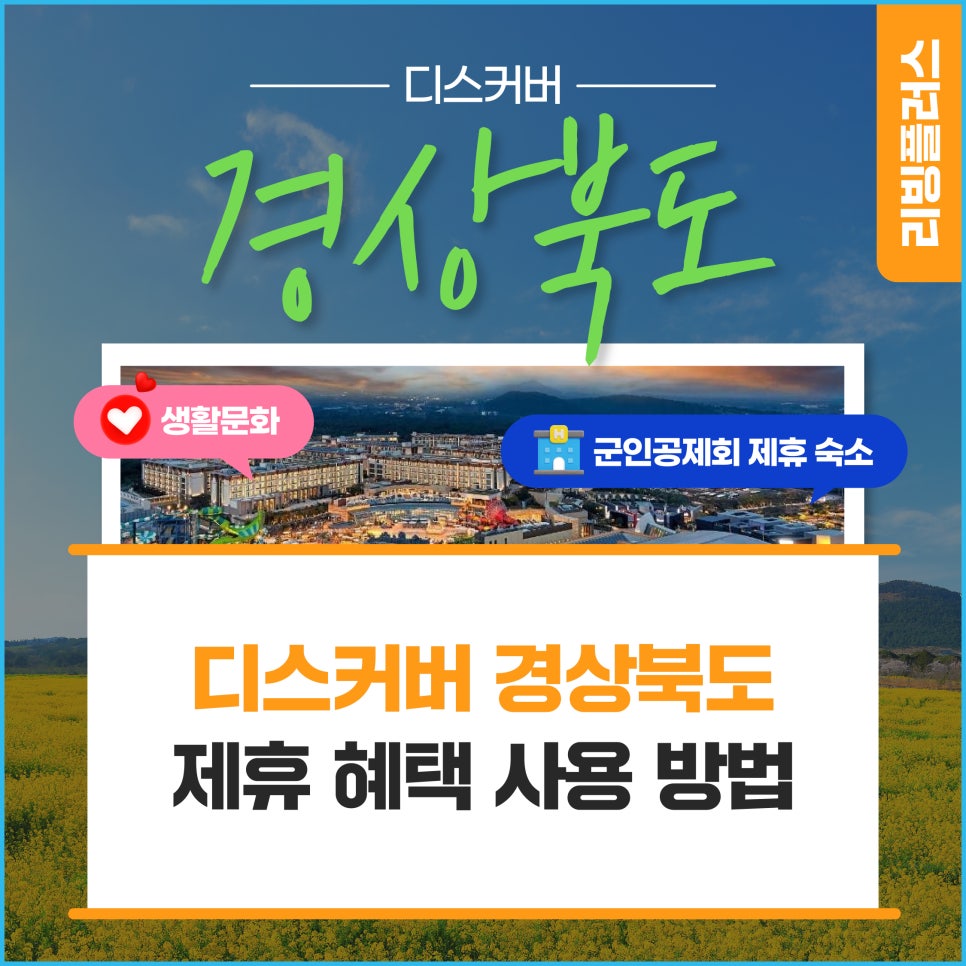 디스커버
경상북도
리빙플러스
생활문화
군인공제회 제휴 숙소
디스커버 경상북도
제휴 혜택 사용 방법